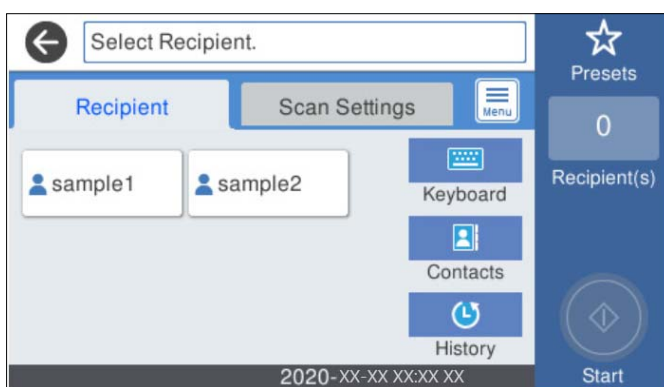 Select Recipient.
Presets
Recipient
Scan Settings
Menu
0
Recipient(s)
sample1
sample2
Keyboard
Contacts
History
2020-XX-XX XX:XX XX
Start